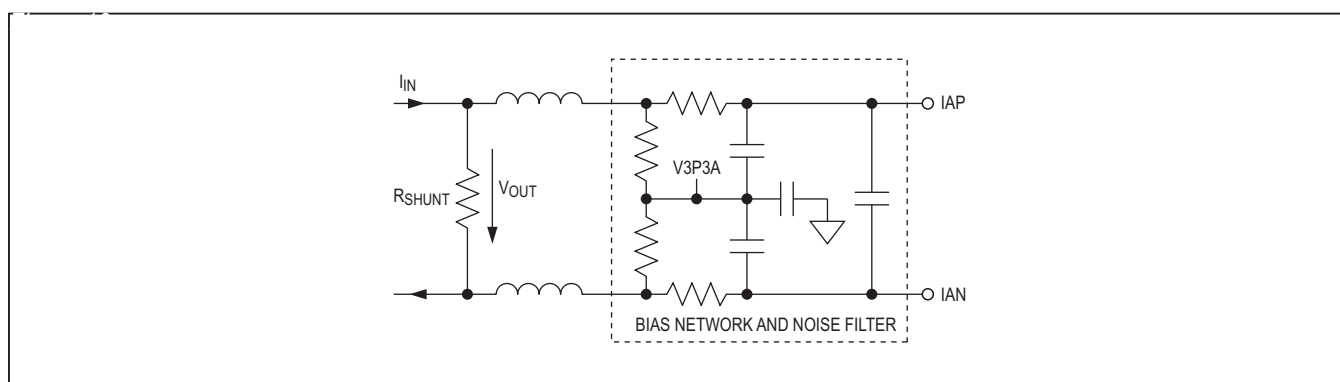 IIN
IAP
V3P3A
RSHUNT
VOUT
IAN
BIAS NETWORK AND NOISE FILTER